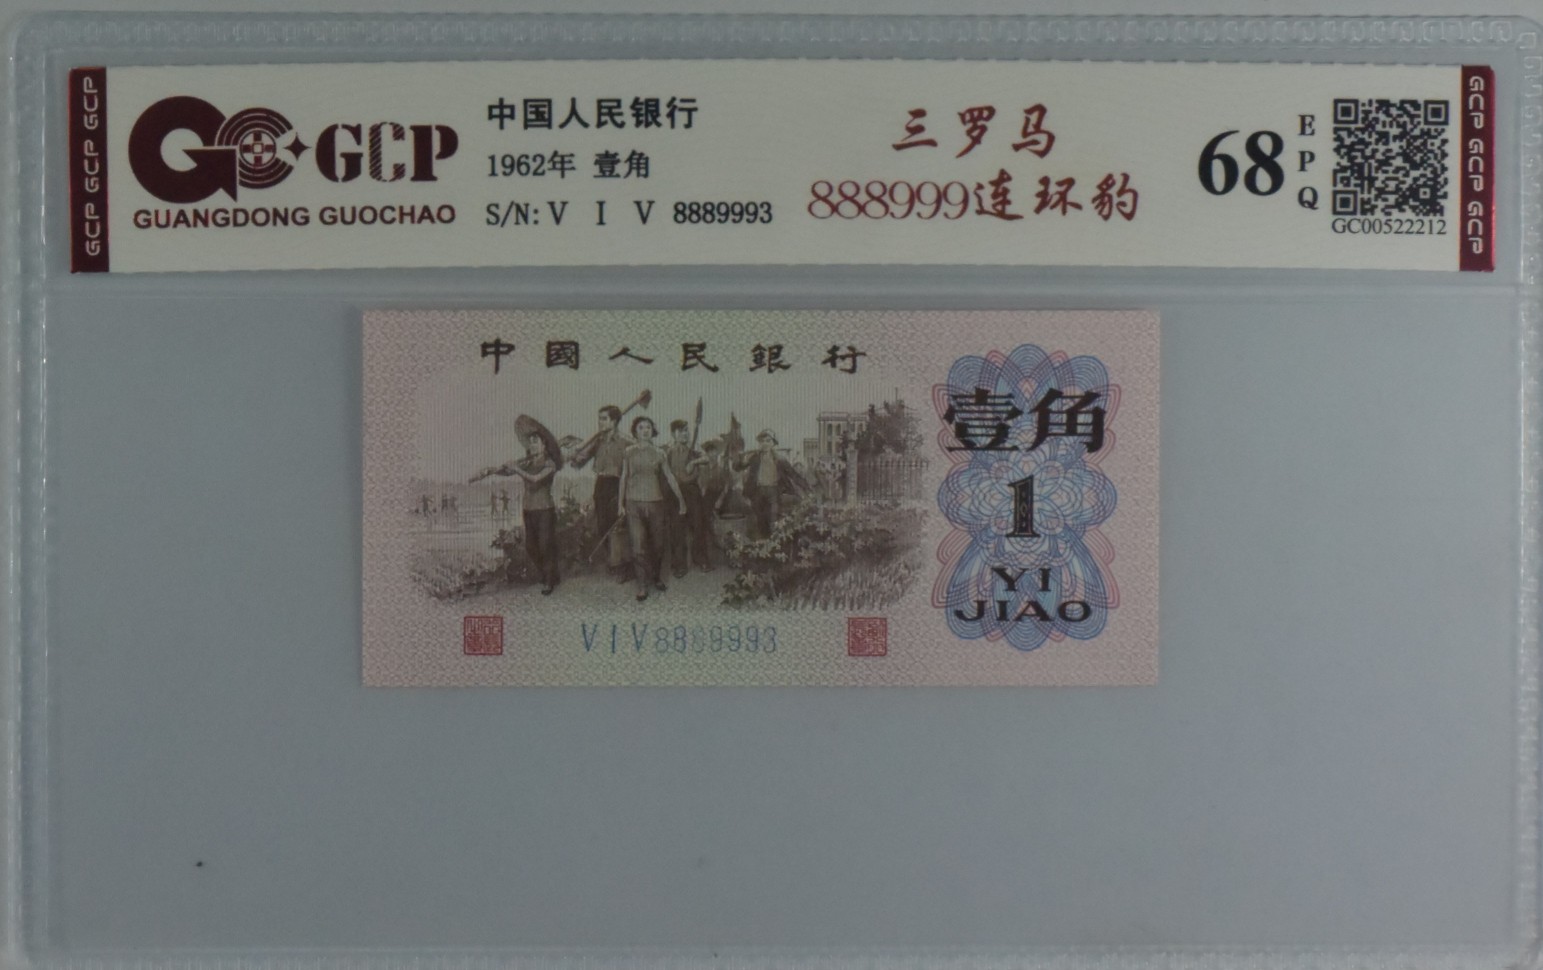 GCP GCP GCP
GCP
GUANGDONG GUOCHAO
中国人民银行
1962年 壹角
S/N: V I V 8889993
三罗马
888999连环豹
68
EPQ
GC00522212
GCP GCP GCP
中國人民銀行
壹角
1
YI
JIAO
V I V 8889993